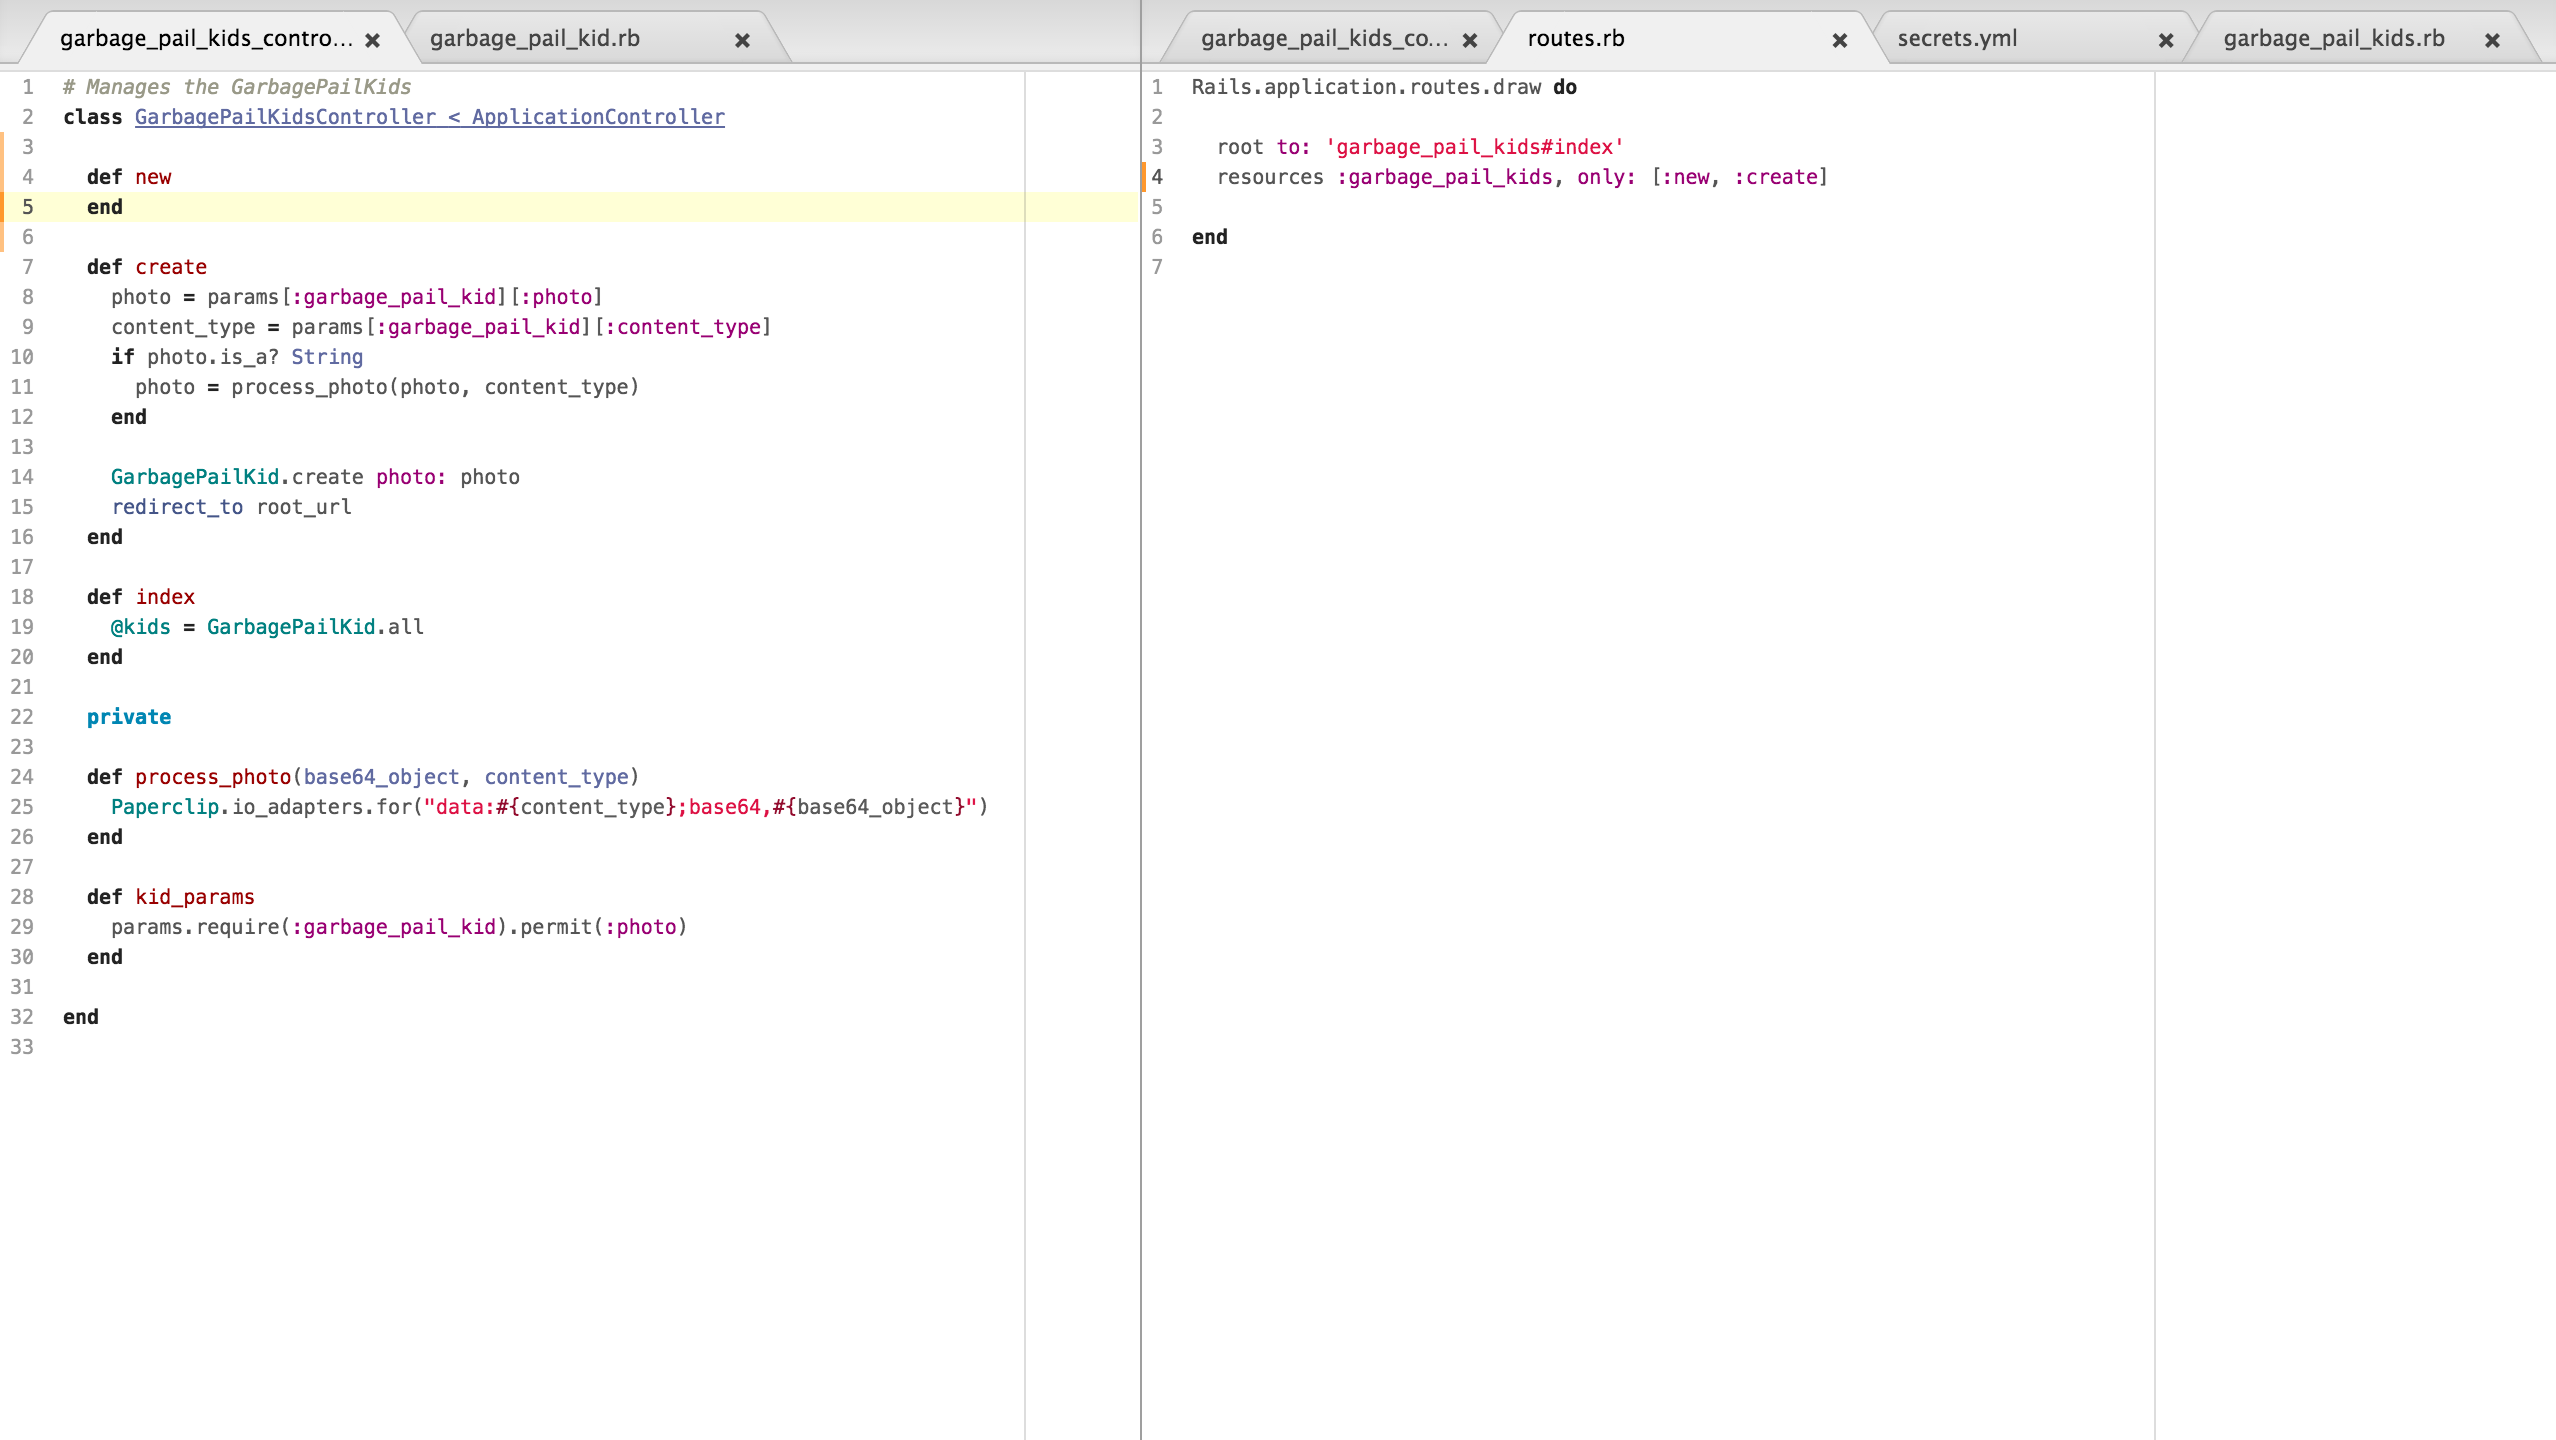 garbage_pail_kids_contro... ×
garbage_pail_kid.rb ×
1 # Manages the GarbagePailKids
2 class GarbagePailKidsController < ApplicationController
3
4   def new
5   end
6
7   def create
8     photo = params[:garbage_pail_kid][:photo]
9     content_type = params[:garbage_pail_kid][:content_type]
10     if photo.is_a? String
11       photo = process_photo(photo, content_type)
12     end
13
14     GarbagePailKid.create photo: photo
15     redirect_to root_url
16   end
17
18   def index
19     @kids = GarbagePailKid.all
20   end
21
22   private
23
24   def process_photo(base64_object, content_type)
25     Paperclip.io_adapters.for("data:#{content_type};base64,#{base64_object}")
26   end
27
28   def kid_params
29     params.require(:garbage_pail_kid).permit(:photo)
30   end
31
32 end
33
garbage_pail_kids_co... ×
routes.rb ×
secrets.yml ×
garbage_pail_kids.rb ×
1 Rails.application.routes.draw do
2
3   root to: 'garbage_pail_kids#index'
4   resources :garbage_pail_kids, only: [:new, :create]
5
6 end
7